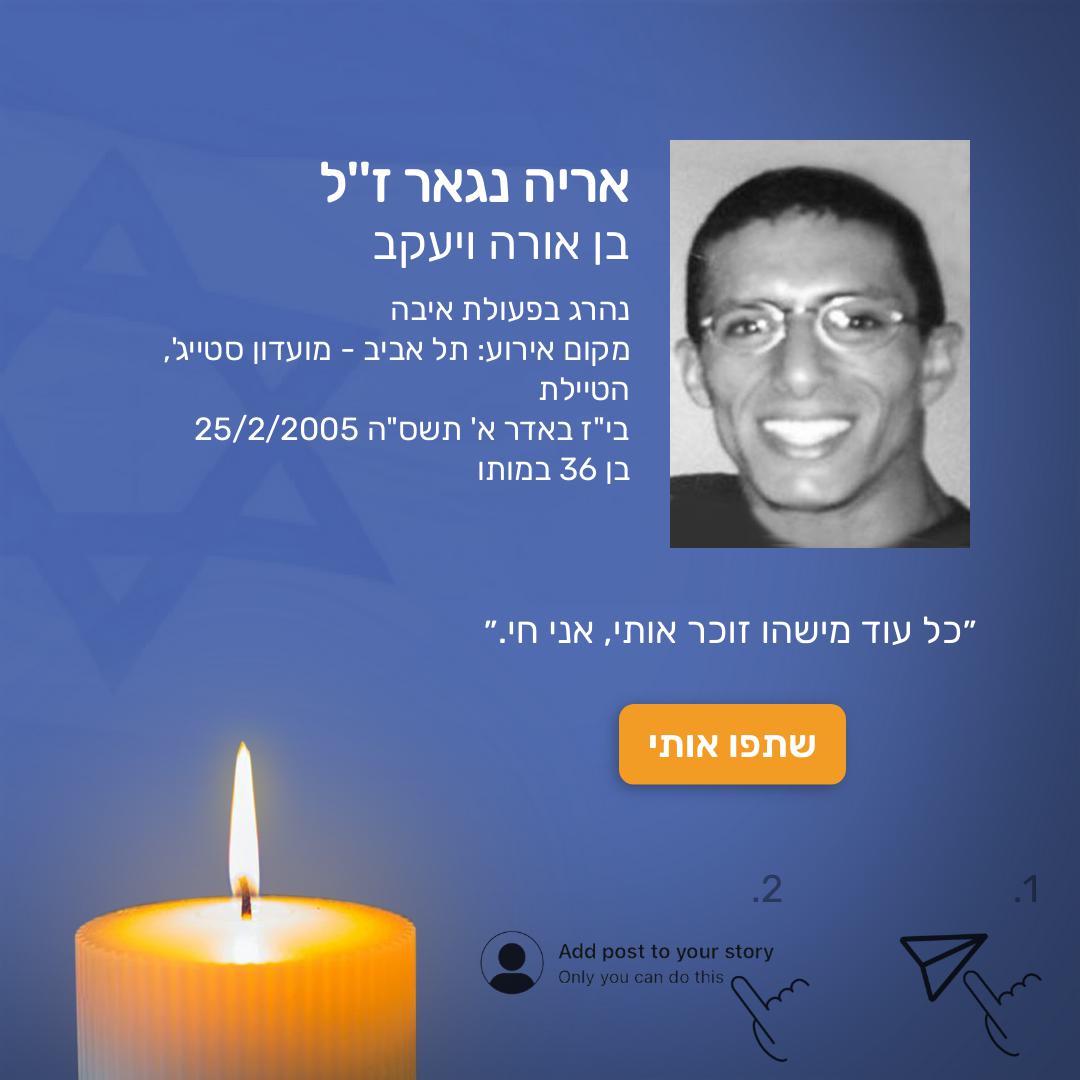 אריה נגאר ז''ל
בן אורה ויעקב
נהרג בפעולת איבה
מקום אירוע: תל אביב - מועדון סטייג',
הטיילת
בי"ז באדר א' תשס"ה 25/2/2005
בן 36 במותו
״כל עוד מישהו זוכר אותי, אני חי.״
שתפו אותי
.1
.2
Add post to your story
Only you can do this